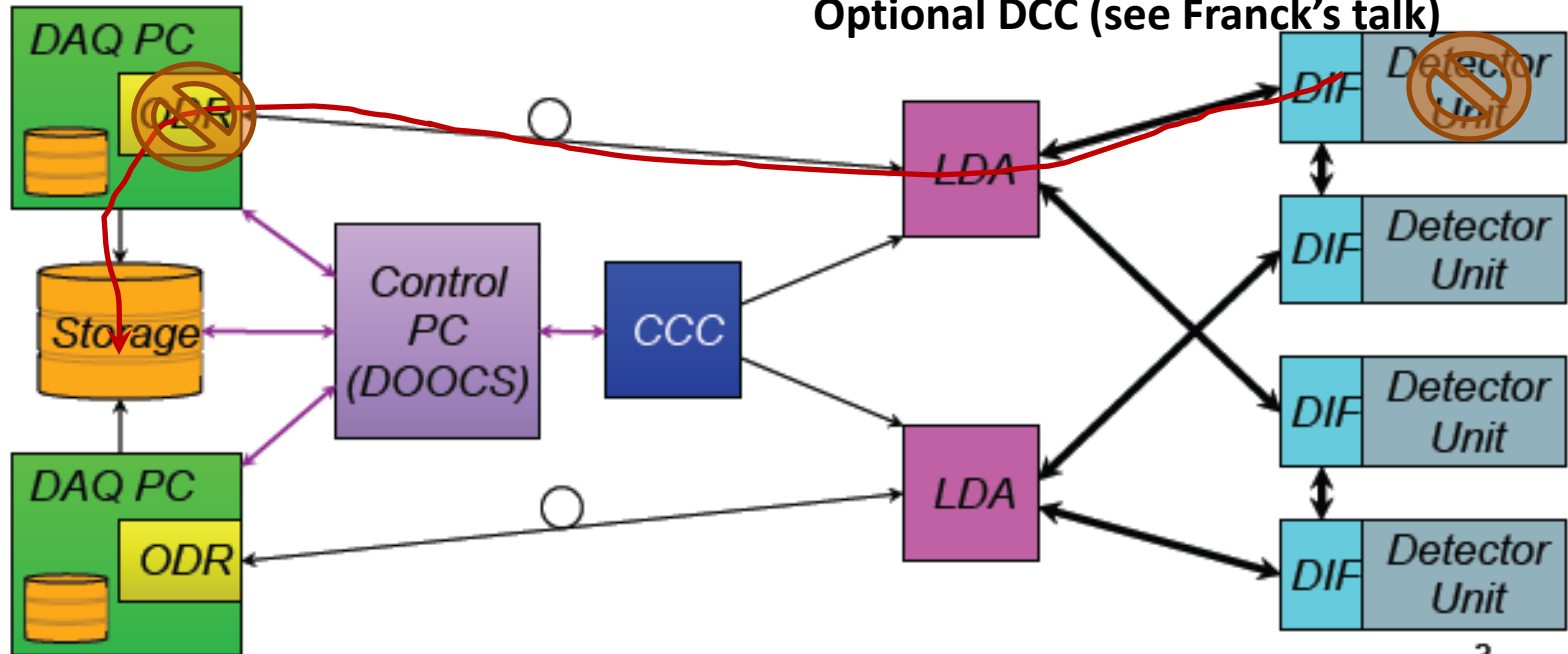 Optional DCC (see Franck's talk)
DAQ PC
ODR
Storage
DAQ PC
ODR
Control
PC
(DOOCS)
CCC
LDA
LDA
DIF
Detector
Unit
DIF
Detector
Unit
DIF
Detector
Unit
DIF
Detector
Unit